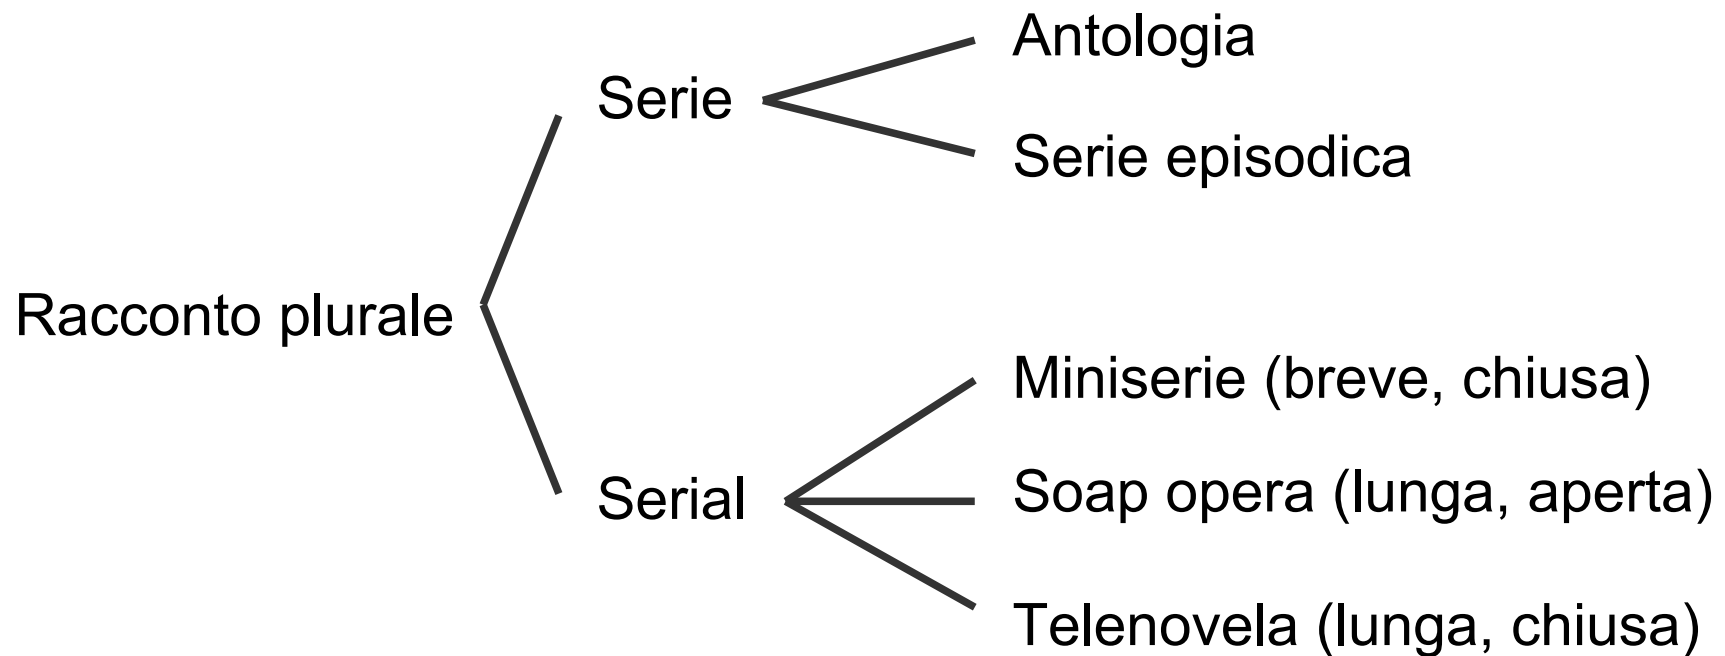 Antologia
Serie
Serie episodica
Racconto plurale
Miniserie (breve, chiusa)
Serial
Soap opera (lunga, aperta)
Telenovela (lunga, chiusa)